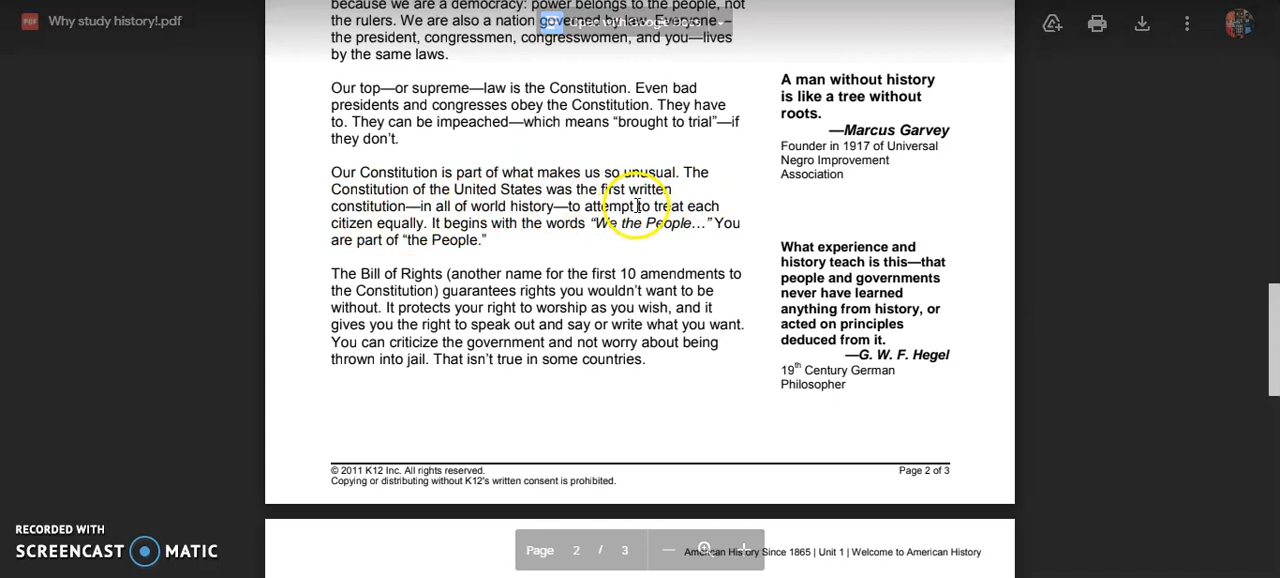 Why study history!.pdf
because we are a democracy: power belongs to the people, not
the rulers. We are also a nation governed by law. Everyone –
the president, congressmen, congresswomen, and you—lives
by the same laws.
Our top—or supreme—law is the Constitution. Even bad
presidents and congresses obey the Constitution. They have
to. They can be impeached—which means “brought to trial”—if
they don’t.
Our Constitution is part of what makes us so unusual. The
Constitution of the United States was the first written
constitution—in all of world history—to attempt to treat each
citizen equally. It begins with the words “We the People…” You
are part of “the People.”
The Bill of Rights (another name for the first 10 amendments to
the Constitution) guarantees rights you wouldn’t want to be
without. It protects your right to worship as you wish, and it
gives you the right to speak out and say or write what you want.
You can criticize the government and not worry about being
thrown into jail. That isn’t true in some countries.
A man without history
is like a tree without
roots.
—Marcus Garvey
Founder in 1917 of Universal
Negro Improvement
Association
What experience and
history teach is this—that
people and governments
never have learned
anything from history, or
acted on principles
deduced from it.
—G. W. F. Hegel
19th Century German
Philosopher
© 2011 K12 Inc. All rights reserved.
Copying or distributing without K12's written consent is prohibited.
Page 2 of 3
RECORDED WITH
SCREENCAST MATIC
Page 2 / 3
American History Since 1865 | Unit 1 | Welcome to American History